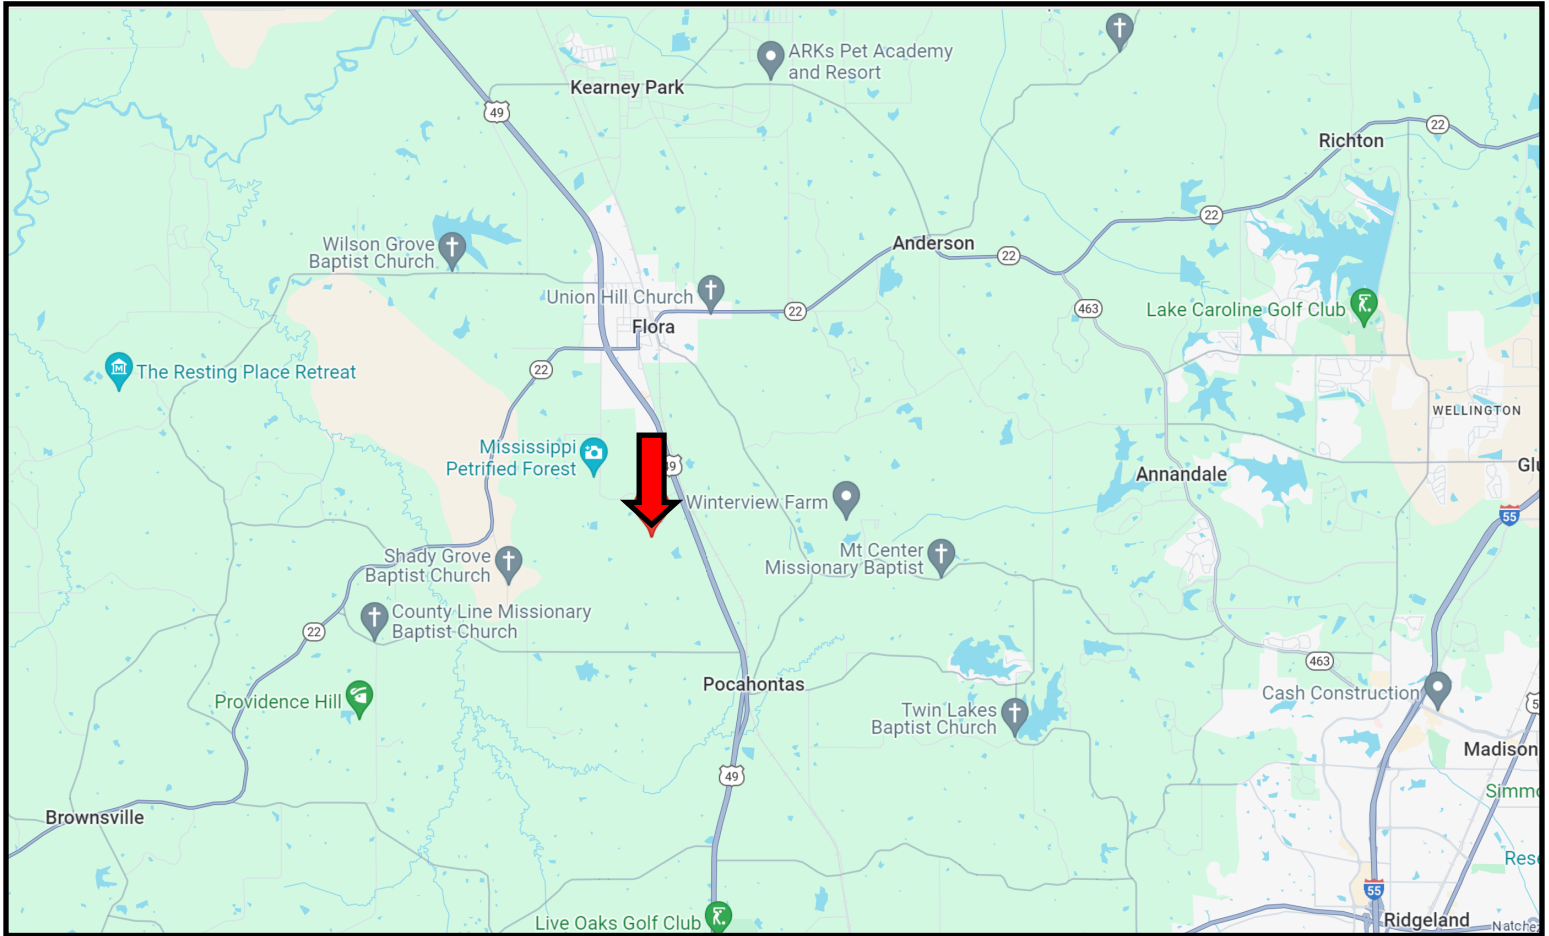 ARKs Pet Academy
and Resort
Kearney Park
49
22
Richton
22
Wilson Grove
Baptist Church
Anderson
22
Union Hill Church
22
463
Lake Caroline Golf Club
Flora
The Resting Place Retreat
22
WELLINGTON
Mississippi
Petrified Forest
Annandale
Winterview Farm
55
Shady Grove
Baptist Church
Mt Center
Missionary Baptist
County Line Missionary
Baptist Church
22
463
Pocahontas
Providence Hill
Cash Construction
Twin Lakes
Baptist Church
Madison
49
Brownsville
55
Live Oaks Golf Club
Ridgeland